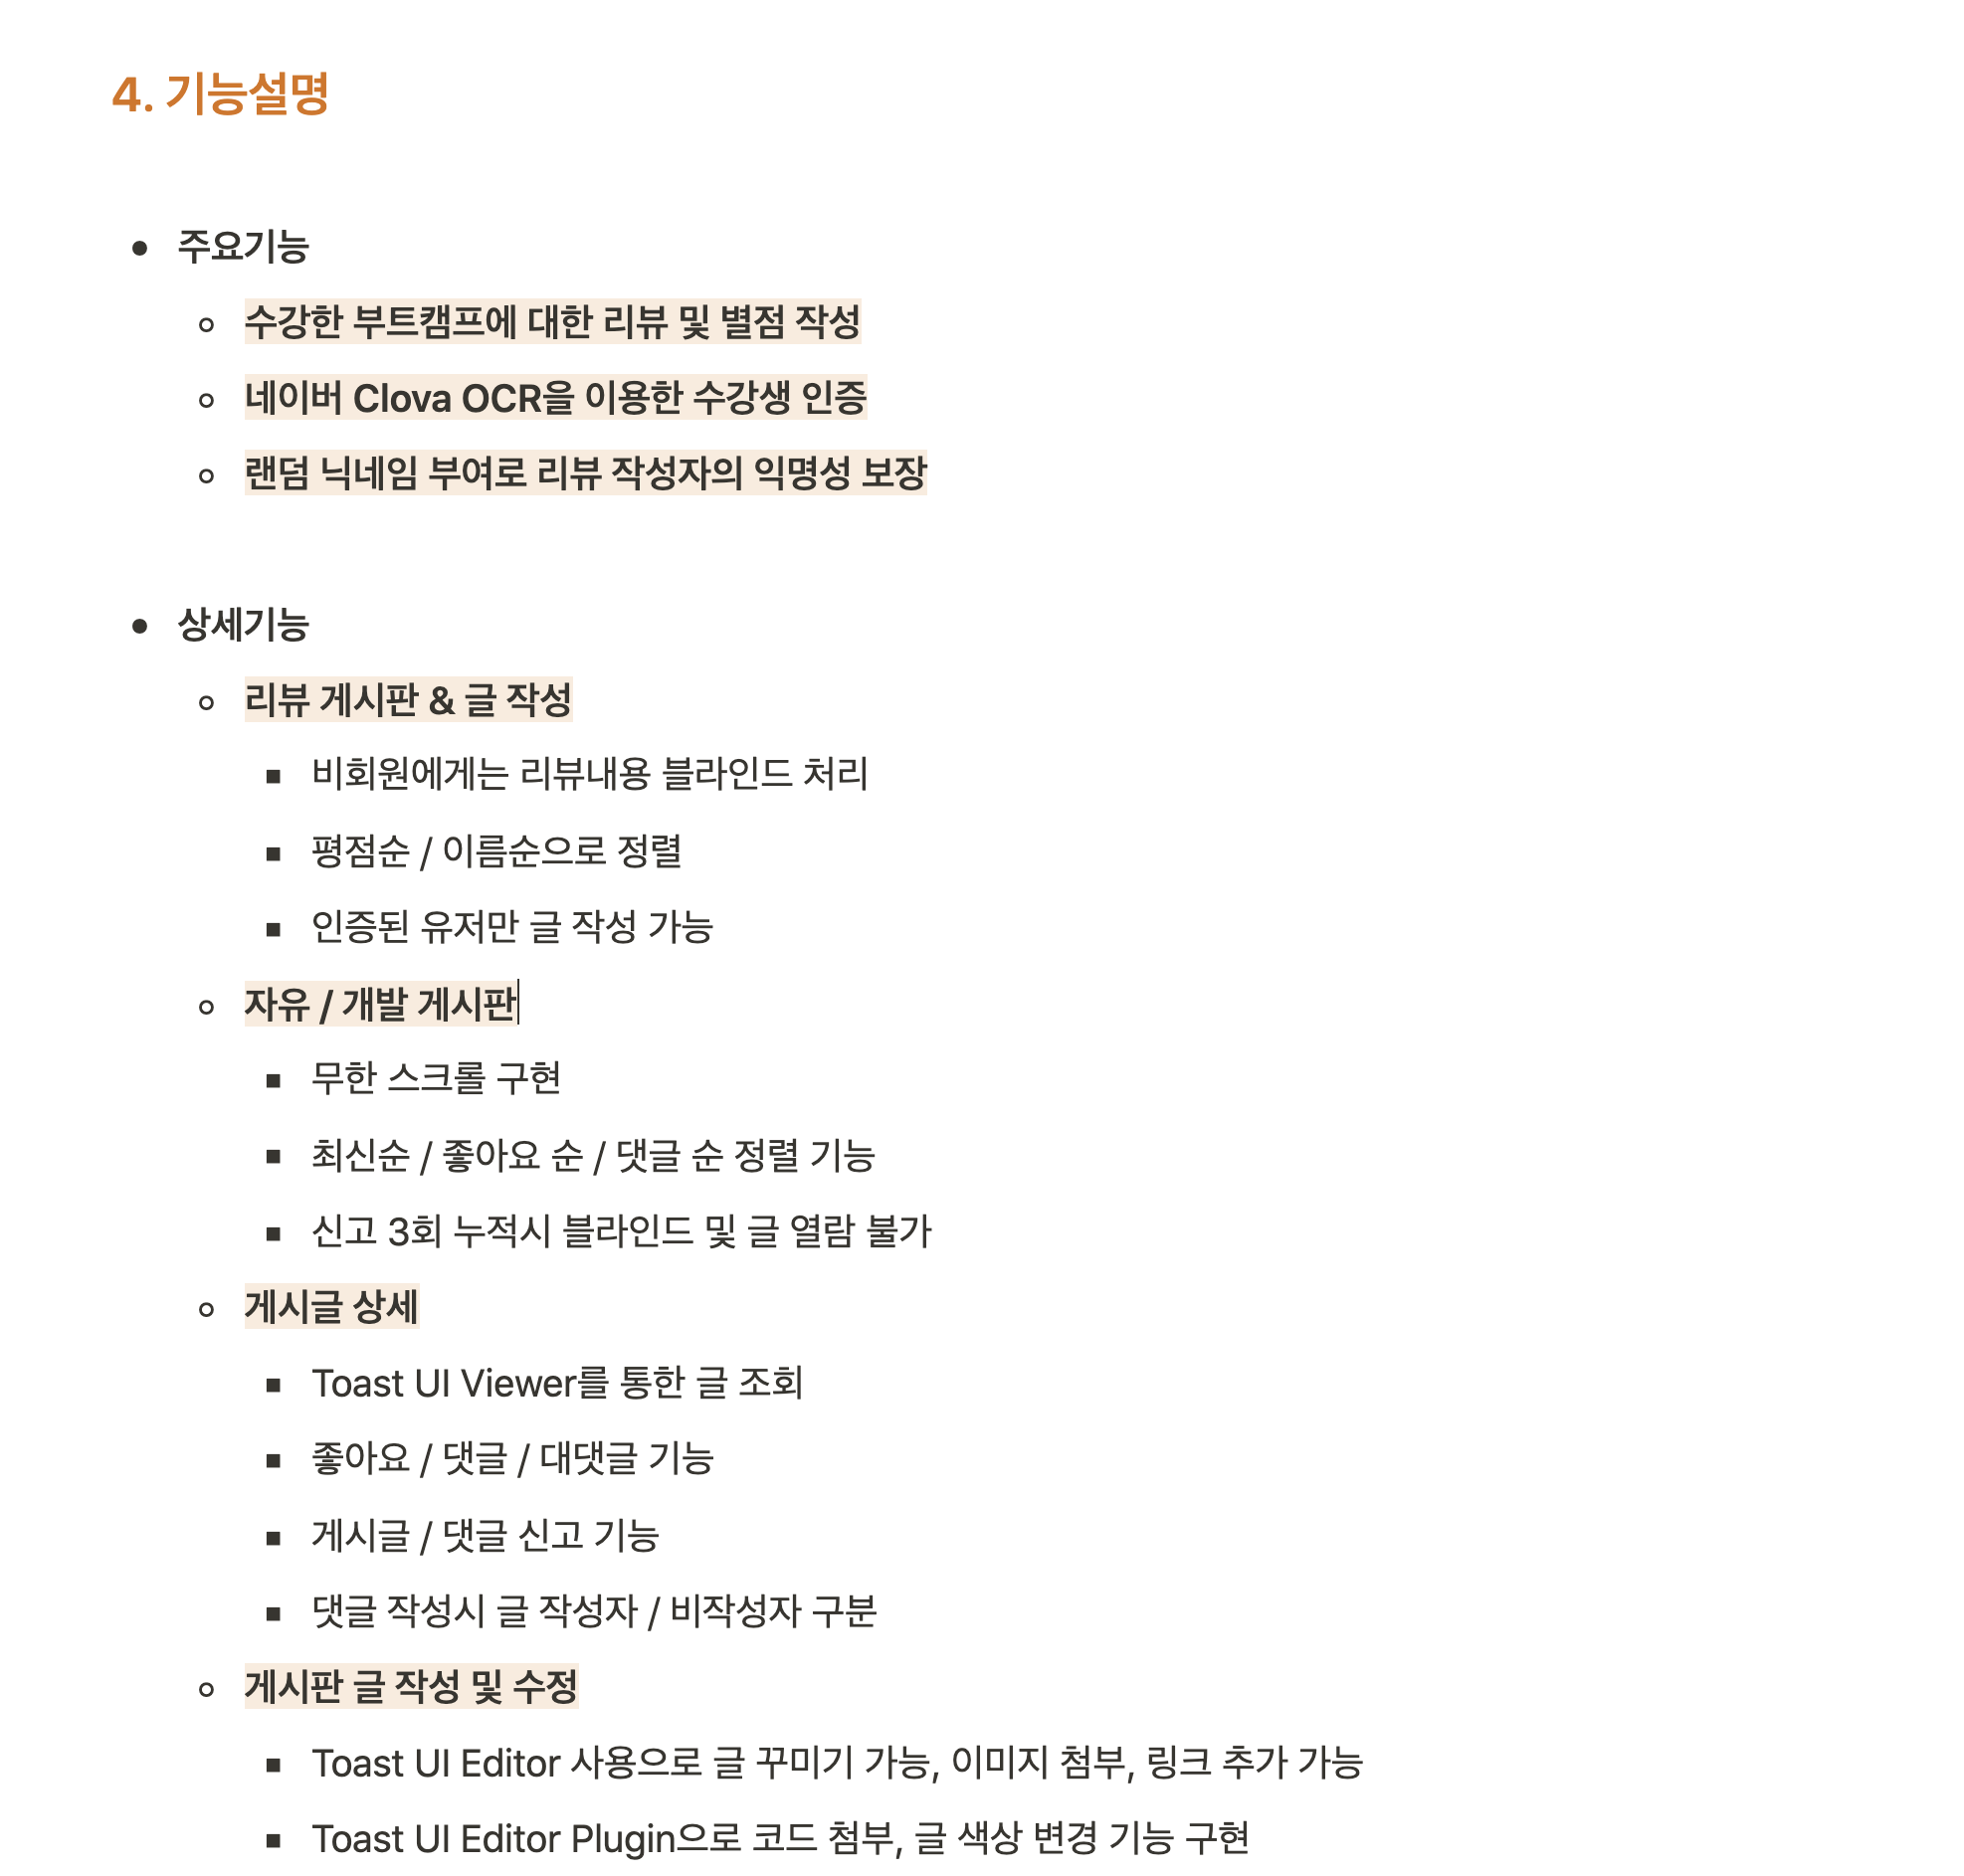 4. 기능설명
주요기능
수강한 부트캠프에 대한 리뷰 및 별점 작성
네이버 Clova OCR을 이용한 수강생 인증
랜덤 닉네임 부여로 리뷰 작성자의 익명성 보장
상세기능
리뷰 게시판 & 글 작성
비회원에게는 리뷰내용 블라인드 처리
평점순 / 이름순으로 정렬
인증된 유저만 글 작성 가능
자유 / 개발 게시판
무한 스크롤 구현
최신순 / 좋아요 순 / 댓글 순 정렬 기능
신고 3회 누적시 블라인드 및 글 열람 불가
게시글 상세
Toast UI Viewer를 통한 글 조회
좋아요 / 댓글 / 대댓글 기능
게시글 / 댓글 신고 기능
댓글 작성시 글 작성자 / 비작성자 구분
게시판 글 작성 및 수정
Toast UI Editor 사용으로 글 꾸미기 가능, 이미지 첨부, 링크 추가 가능
Toast UI Editor Plugin으로 코드 첨부, 글 색상 변경 기능 구현